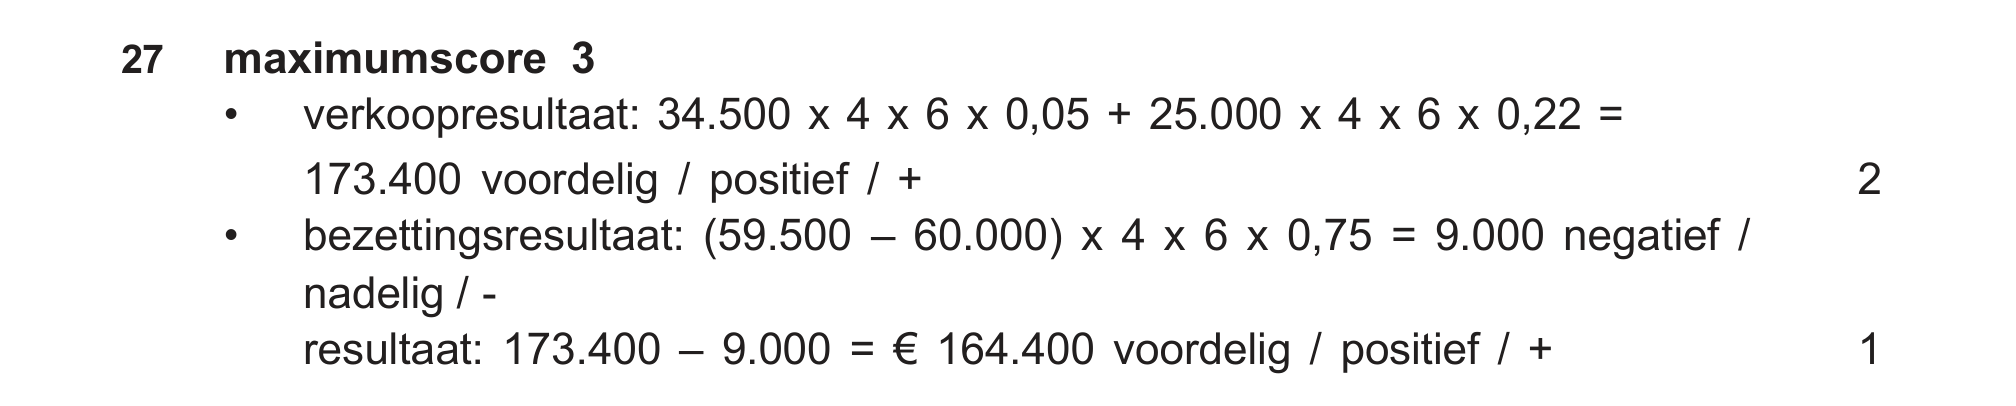 27 maximumscore 3
• verkoopresultaat: 34.500 x 4 x 6 x 0,05 + 25.000 x 4 x 6 x 0,22 =
173.400 voordelig / positief / + 2
• bezettingsresultaat: (59.500 – 60.000) x 4 x 6 x 0,75 = 9.000 negatief /
nadelig / -
resultaat: 173.400 – 9.000 = € 164.400 voordelig / positief / + 1